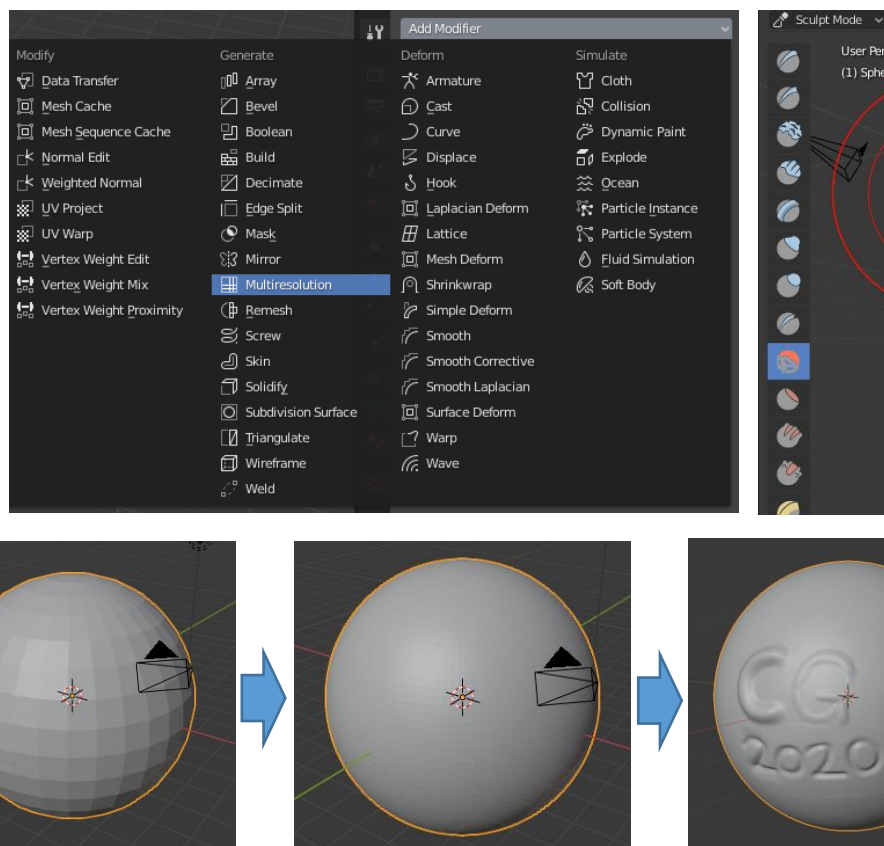 Add Modifier
Modify
Data Transfer
Mesh Cache
Mesh Sequence Cache
Normal Edit
Weighted Normal
UV Project
UV Warp
Vertex Weight Edit
Vertex Weight Mix
Vertex Weight Proximity
Generate
Array
Bevel
Boolean
Build
Decimate
Edge Split
Mask
Mirror
Multiresolution
Remesh
Screw
Skin
Solidify
Subdivision Surface
Triangulate
Wireframe
Weld
Deform
Armature
Cast
Curve
Displace
Hook
Laplacian Deform
Lattice
Mesh Deform
Shrinkwrap
Simple Deform
Smooth
Smooth Corrective
Smooth Laplacian
Surface Deform
Warp
Wave
Simulate
Cloth
Collision
Dynamic Paint
Explode
Ocean
Particle Instance
Particle System
Fluid Simulation
Soft Body
Sculpt Mode
User Per
(1) Sphe
CG
2020